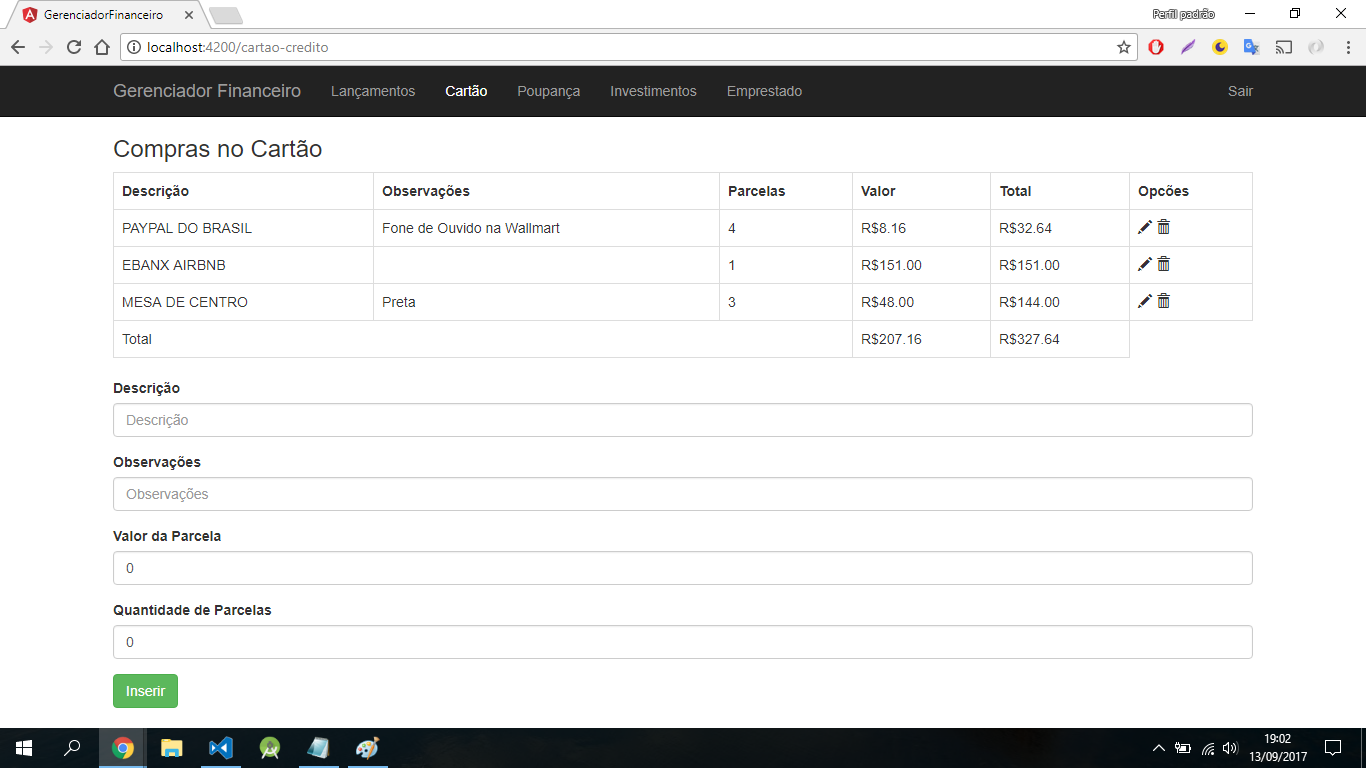 GerenciadorFinanceiro
Perfil padrão
localhost:4200/cartao-credito
Gerenciador Financeiro Lançamentos Cartão Poupança Investimentos Emprestado Sair
Compras no Cartão
Descrição Observações Parcelas Valor Total Opcões
PAYPAL DO BRASIL Fone de Ouvido na Wallmart 4 R$8.16 R$32.64
EBANX AIRBNB 1 R$151.00 R$151.00
MESA DE CENTRO Preta 3 R$48.00 R$144.00
Total R$207.16 R$327.64
Descrição
Descrição
Observações
Observações
Valor da Parcela
0
Quantidade de Parcelas
0
Inserir
19:02
13/09/2017